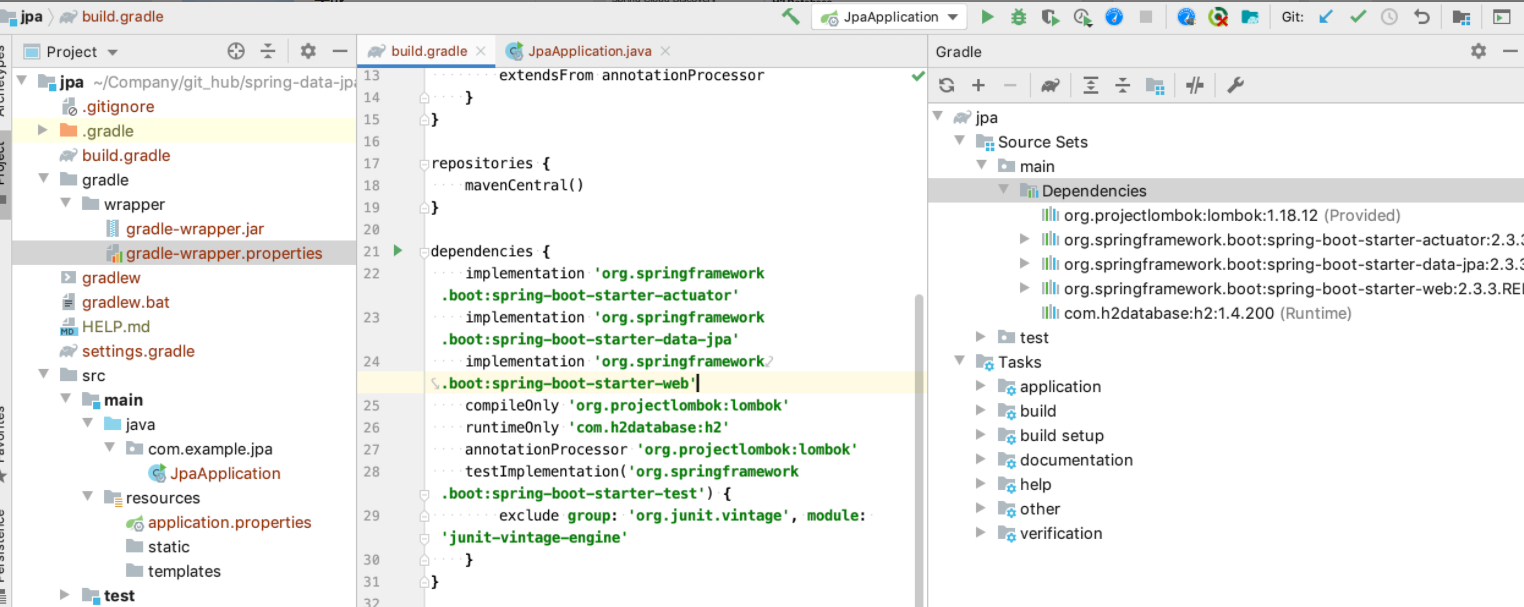 jpa
build.gradle
JpaApplication
Git:
Project
jpa ~/Company/git_hub/spring-data-jpa
.gitignore
.gradle
build.gradle
gradle
wrapper
gradle-wrapper.jar
gradle-wrapper.properties
gradlew
gradlew.bat
HELP.md
settings.gradle
src
main
java
com.example.jpa
JpaApplication
resources
application.properties
static
templates
test
build.gradle
JpaApplication.java
13 extendsFrom annotationProcessor
14 }
15 }
16
17 repositories {
18 mavenCentral()
19 }
20
21 dependencies {
22 implementation 'org.springframework
.boot:spring-boot-starter-actuator'
23 implementation 'org.springframework
.boot:spring-boot-starter-data-jpa'
24 implementation 'org.springframework
.boot:spring-boot-starter-web'
25 compileOnly 'org.projectlombok:lombok'
26 runtimeOnly 'com.h2database:h2'
27 annotationProcessor 'org.projectlombok:lombok'
28 testImplementation('org.springframework
.boot:spring-boot-starter-test') {
29 exclude group: 'org.junit.vintage', module:
'junit-vintage-engine'
30 }
31 }
32
Gradle
jpa
Source Sets
main
Dependencies
org.projectlombok:lombok:1.18.12 (Provided)
org.springframework.boot:spring-boot-starter-actuator:2.3.3
org.springframework.boot:spring-boot-starter-data-jpa:2.3.3
org.springframework.boot:spring-boot-starter-web:2.3.3.RE
com.h2database:h2:1.4.200 (Runtime)
test
Tasks
application
build
build setup
documentation
help
other
verification